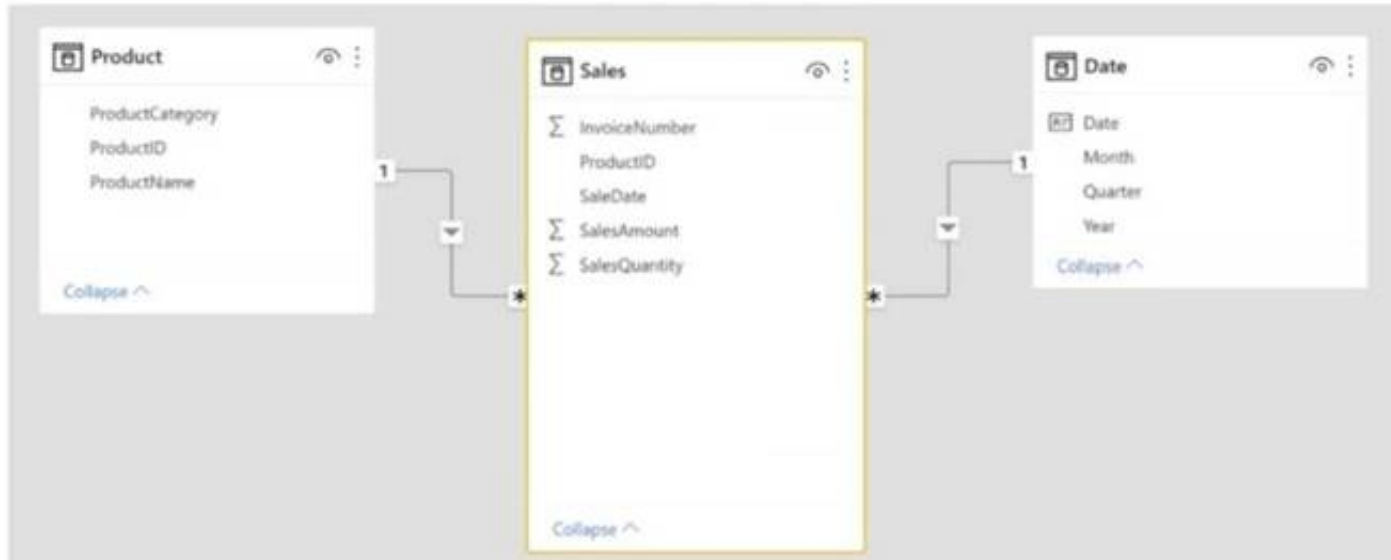 Product
ProductCategory
ProductID
ProductName
Collapse
1
*
Sales
Σ InvoiceNumber
ProductID
SaleDate
Σ SalesAmount
Σ SalesQuantity
Collapse
*
1
Date
Date
Month
Quarter
Year
Collapse